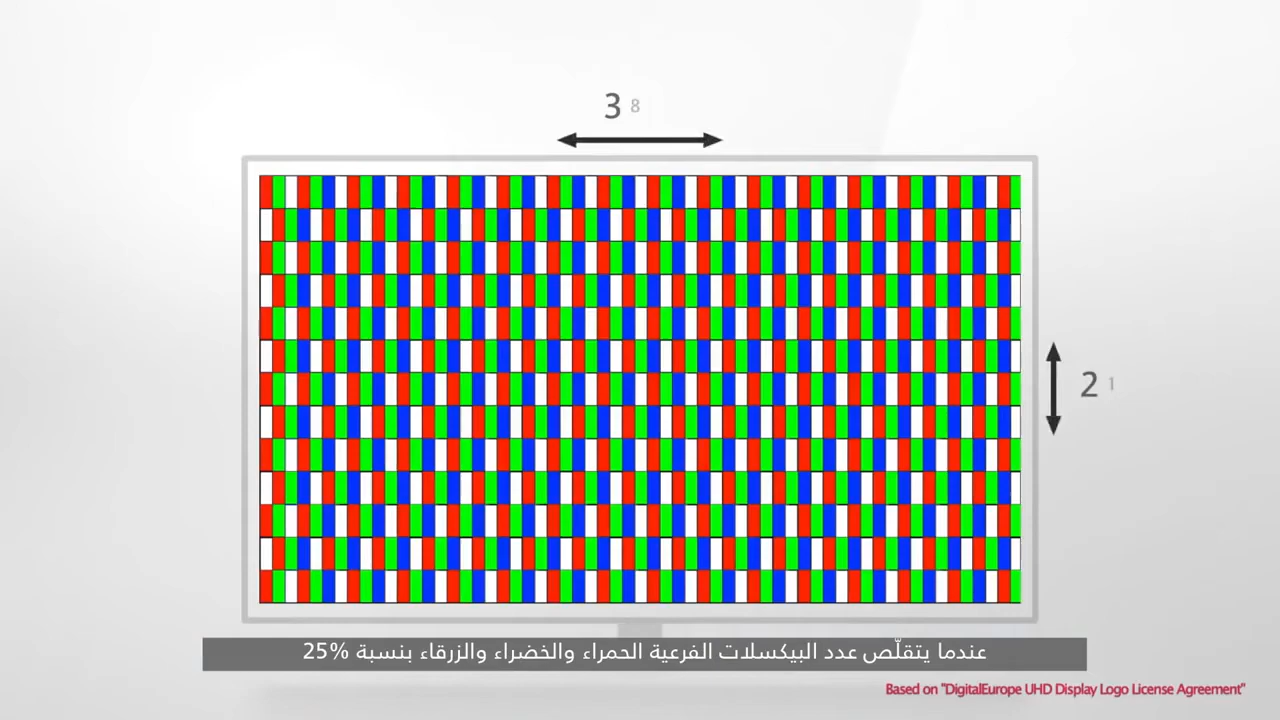 3 8
2 1
عندما يتقلّص عدد البيكسلات الفرعية الحمراء والخضراء والزرقاء بنسبة %25
Based on "DigitalEurope UHD Display Logo License Agreement"